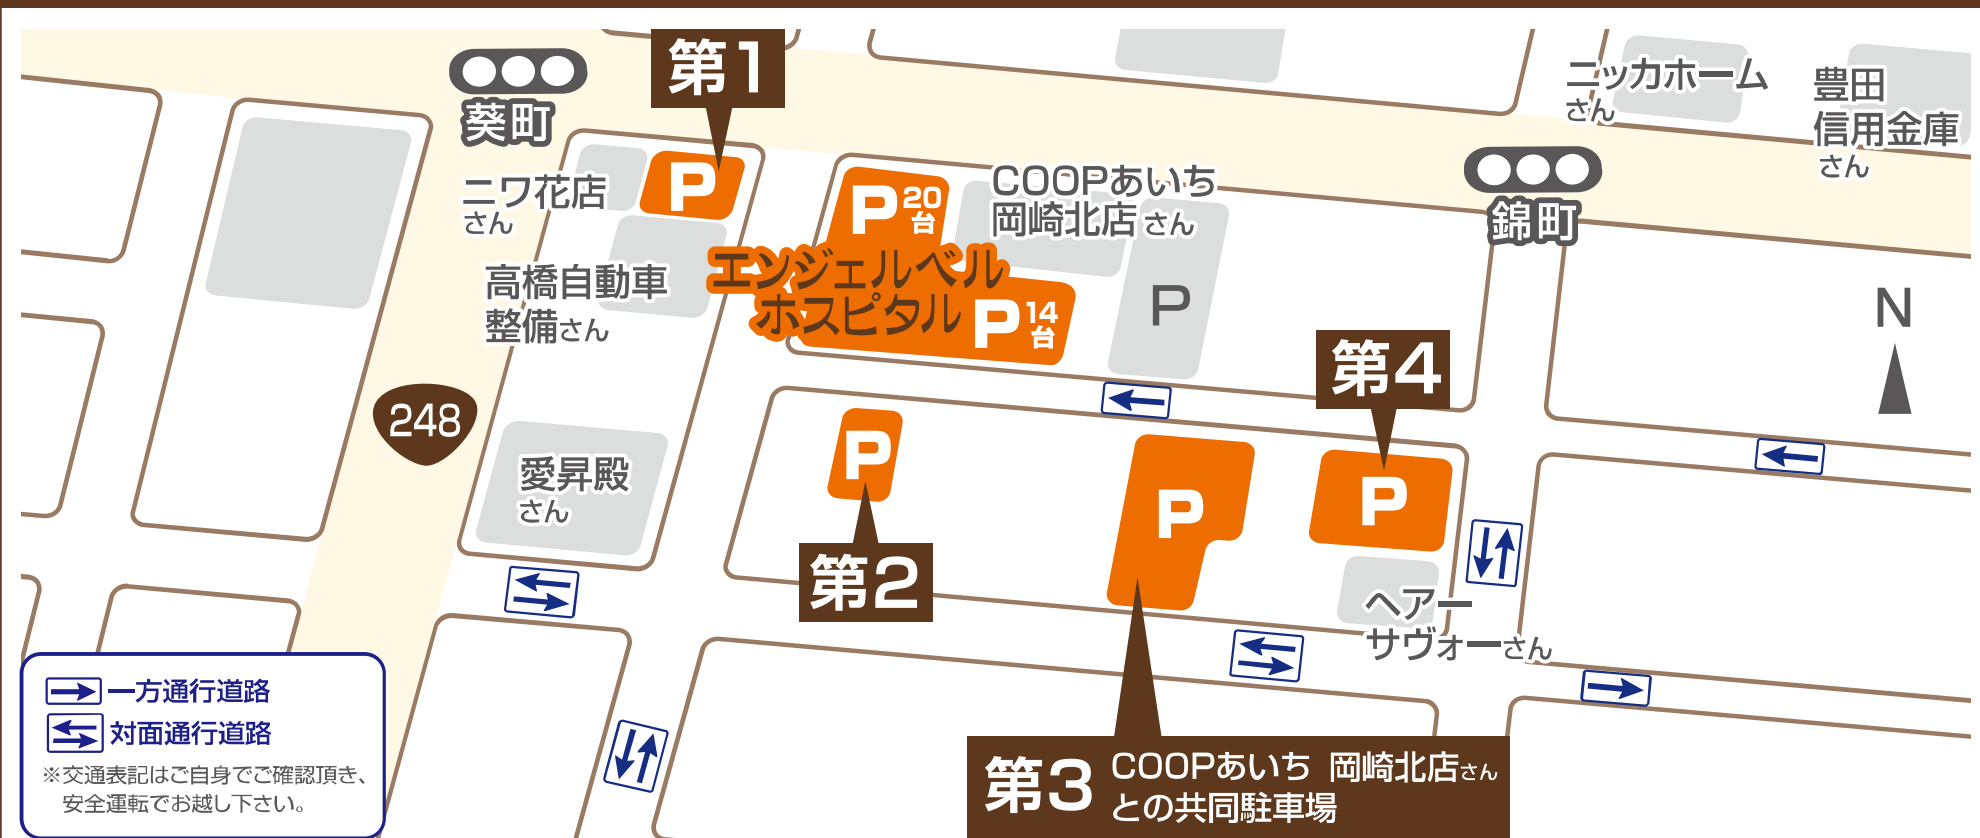 第1
葵町
ニワ花店
さん
P
P20台
COOPあいち
岡崎北店さん
ニッカホーム
さん
豊田
信用金庫
さん
錦町
高橋自動車
整備さん
エンジェルベル
ホスピタル
P14台
P
N
248
愛昇殿
さん
P
第2
P
第4
P
ヘアー
サヴォーさん
第3
COOPあいち 岡崎北店さん
との共同駐車場
一方通行道路
対面通行道路
※交通表記はご自身でご確認頂き、
安全運転でお越し下さい。